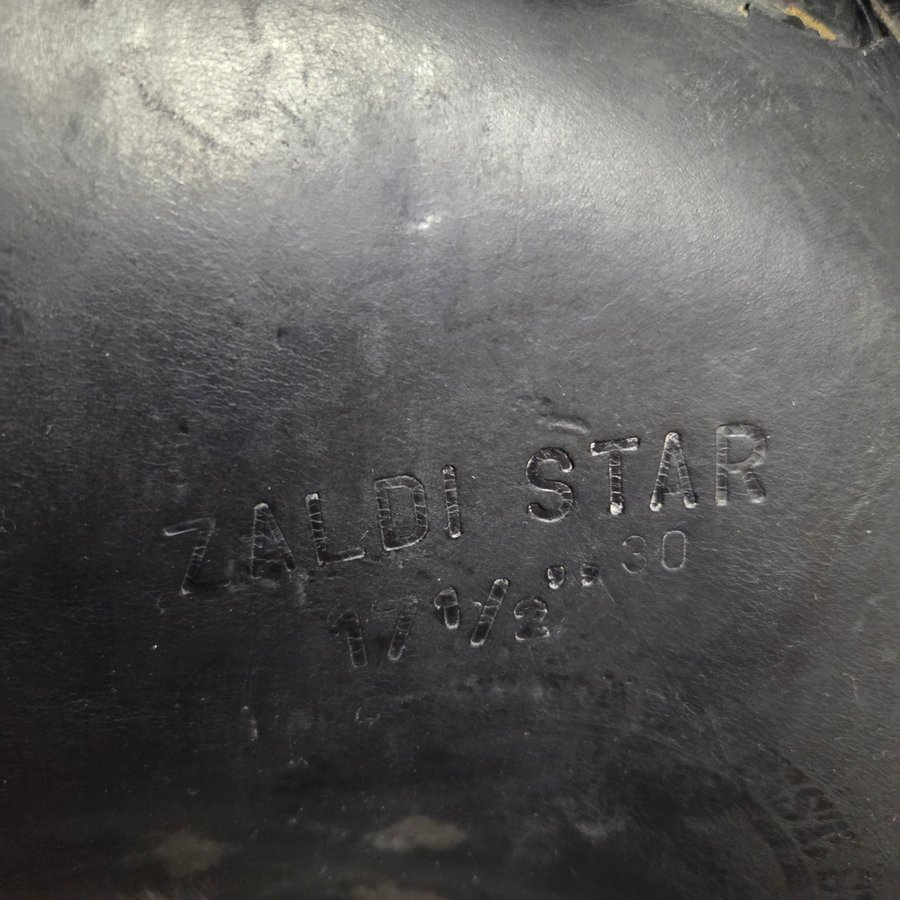 ZALDI STAR
17 1/2" 30